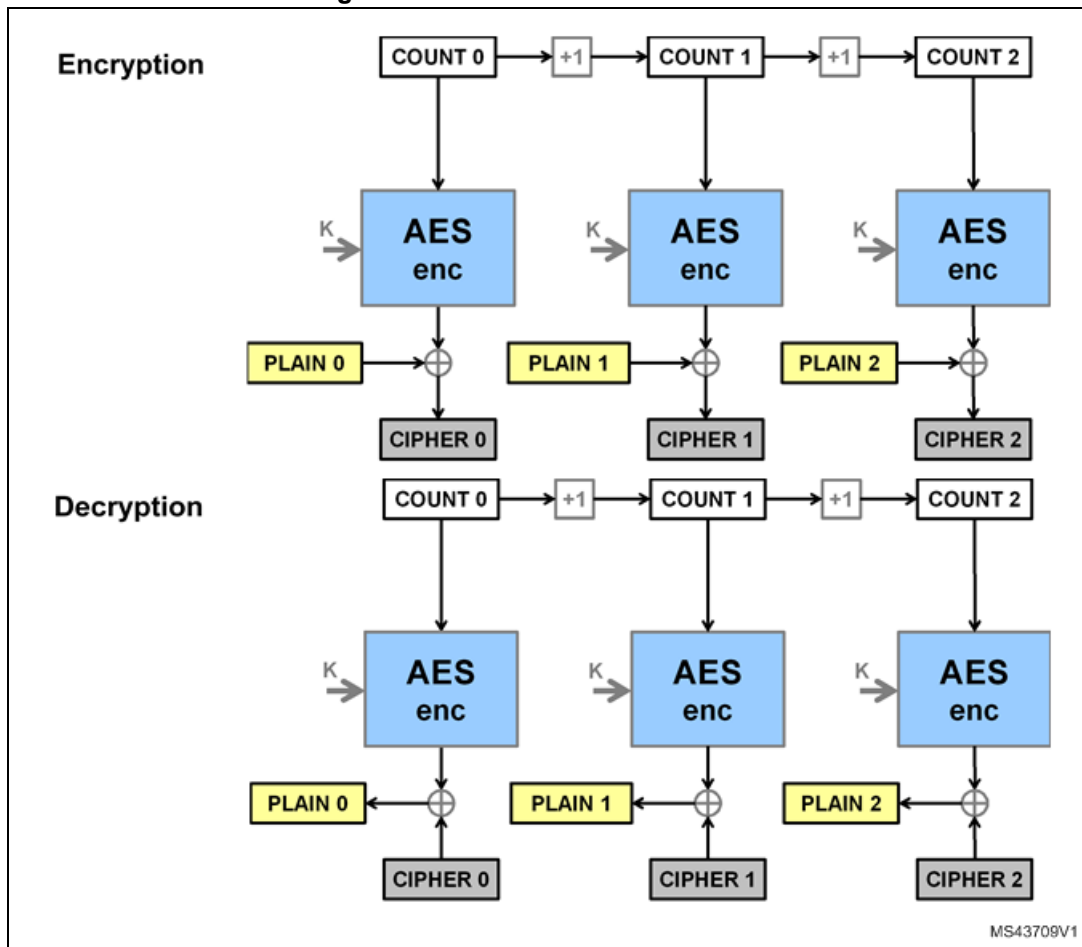 Encryption
COUNT 0 +1 COUNT 1 +1 COUNT 2
K AES enc K AES enc K AES enc
PLAIN 0 PLAIN 1 PLAIN 2
CIPHER 0 CIPHER 1 CIPHER 2
Decryption
COUNT 0 +1 COUNT 1 +1 COUNT 2
K AES enc K AES enc K AES enc
PLAIN 0 PLAIN 1 PLAIN 2
CIPHER 0 CIPHER 1 CIPHER 2
MS43709V1